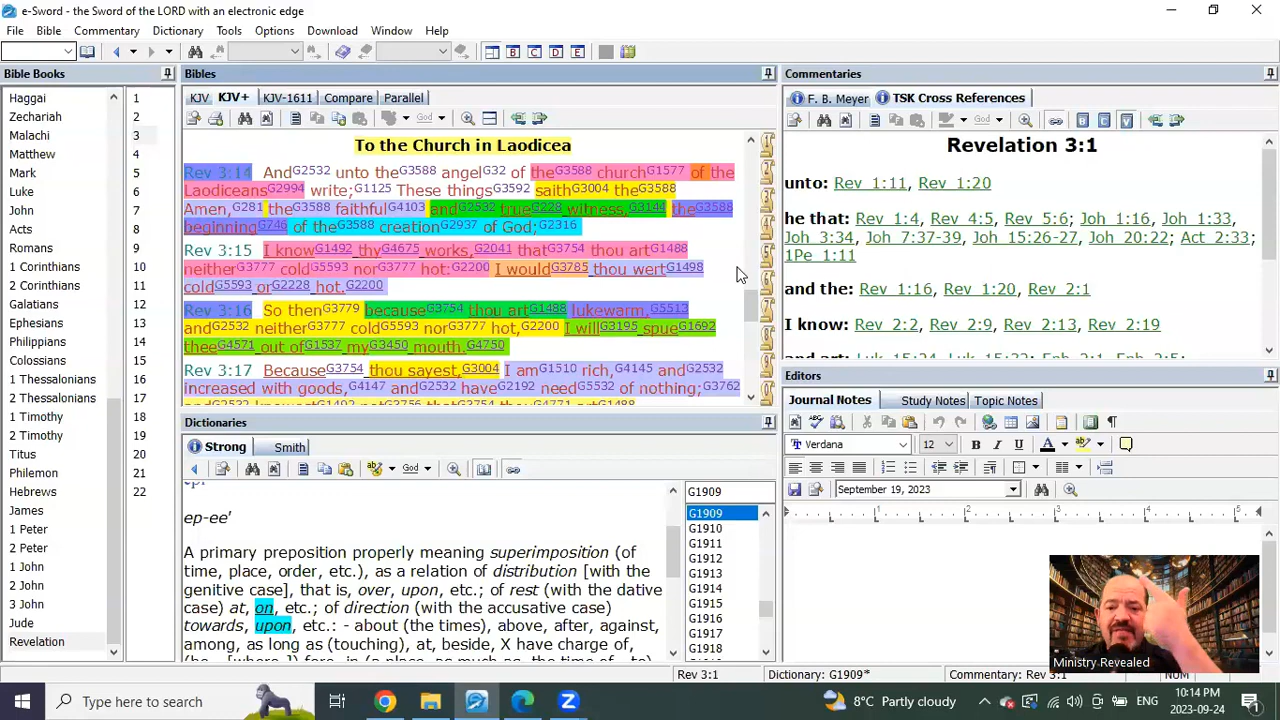 e-Sword - the Sword of the LORD with an electronic edge
File Bible Commentary Dictionary Tools Options Download Window Help
B C D E
Bible Books
Haggai
Zechariah
Malachi
Matthew
Mark
Luke
John
Acts
Romans
1 Corinthians
2 Corinthians
Galatians
Ephesians
Philippians
Colossians
1 Thessalonians
2 Thessalonians
1 Timothy
2 Timothy
Titus
Philemon
Hebrews
James
1 Peter
2 Peter
1 John
2 John
3 John
Jude
Revelation
1
2
3
4
5
6
7
8
9
10
11
12
13
14
15
16
17
18
19
20
21
22
Bibles
KJV KJV+ KJV-1611 Compare Parallel
God
To the Church in Laodicea
Rev 3:14 And G2532 unto the G3588 angel G32 of the G3588 church G1577 of the
Laodiceans G2994 write; G1125 These things G3592 saith G3004 the G3588
Amen, G281 the G3588 faithful G4103 and G2532 true G228 witness, G3144 the G3588
beginning G746 of the G3588 creation G2937 of God; G2316
Rev 3:15 I know G1492 thy G4675 works, G2041 that G3754 thou art G1488
neither G3777 cold G5593 nor G3777 hot: G2200 I would G3785 thou wert G1498
cold G5593 or G2228 hot. G2200
Rev 3:16 So then G3779 because G3754 thou art G1488 lukewarm, G5513
and G2532 neither G3777 cold G5593 nor G3777 hot, G2200 I will G3195 spue G1692
thee G4571 out of G1537 my G3450 mouth. G4750
Rev 3:17 Because G3754 thou sayest, G3004 I am G1510 rich, G4145 and G2532
increased with goods, G4147 and G2532 have G2192 need G5532 of nothing; G3762
Dictionaries
Strong Smith
God
ep-ee'
A primary preposition properly meaning superimposition (of
time, place, order, etc.), as a relation of distribution [with the
genitive case], that is, over, upon, etc.; of rest (with the dative
case) at, on, etc.; of direction (with the accusative case)
towards, upon, etc.: - about (the times), above, after, against,
among, as long as (touching), at, beside, X have charge of,
G1909
G1909
G1910
G1911
G1912
G1913
G1914
G1915
G1916
G1917
G1918
Commentaries
F. B. Meyer TSK Cross References
God B C V
Revelation 3:1
unto: Rev 1:11, Rev 1:20
he that: Rev 1:4, Rev 4:5, Rev 5:6; Joh 1:16, Joh 1:33,
Joh 3:34, Joh 7:37-39, Joh 15:26-27, Joh 20:22; Act 2:33;
1Pe 1:11
and the: Rev 1:16, Rev 1:20, Rev 2:1
I know: Rev 2:2, Rev 2:9, Rev 2:13, Rev 2:19
Editors
Journal Notes Study Notes Topic Notes
Verdana 12 B I U A
September 19, 2023
1 2 3 4 5
Ministry Revealed
Rev 3:1 Dictionary: G1909* Commentary: Rev 3:1 NUM
Type here to search
8°C Partly cloudy
ENG
10:14 PM
2023-09-24